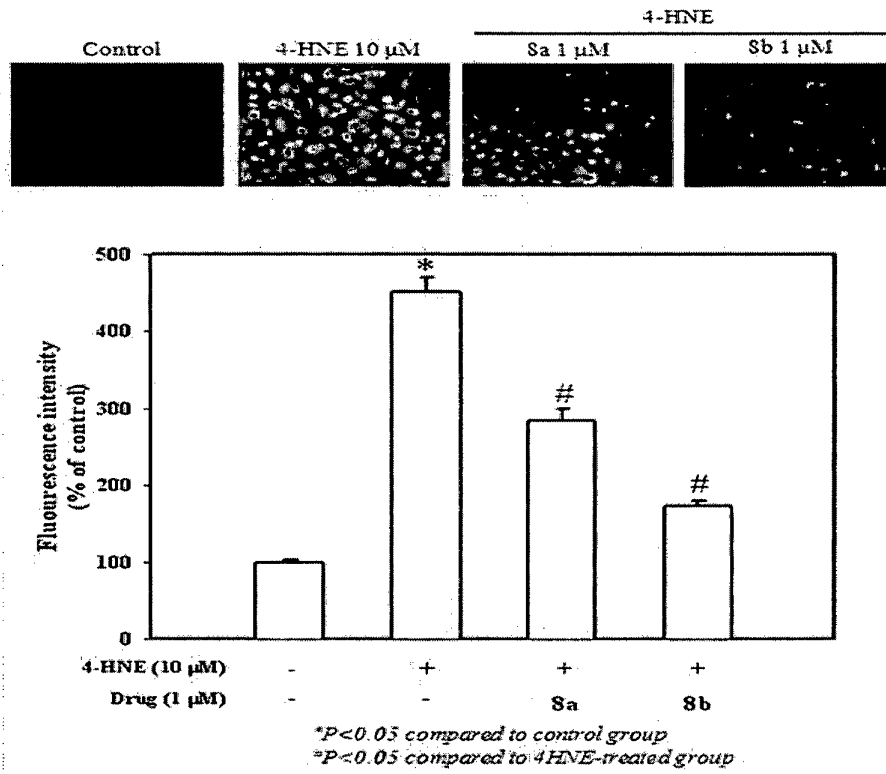 4-HNE
Control 4-HNE 10 µM 8a 1 µM 8b 1 µM
500
*
400
#
300
#
200
100
0
Fluourescence intensity
(% of control)
4-HNE (10 µM) - + + +
Drug (1 µM) - - 8a 8b
*P<0.05 compared to control group
*P<0.05 compared to 4HNE-treated group